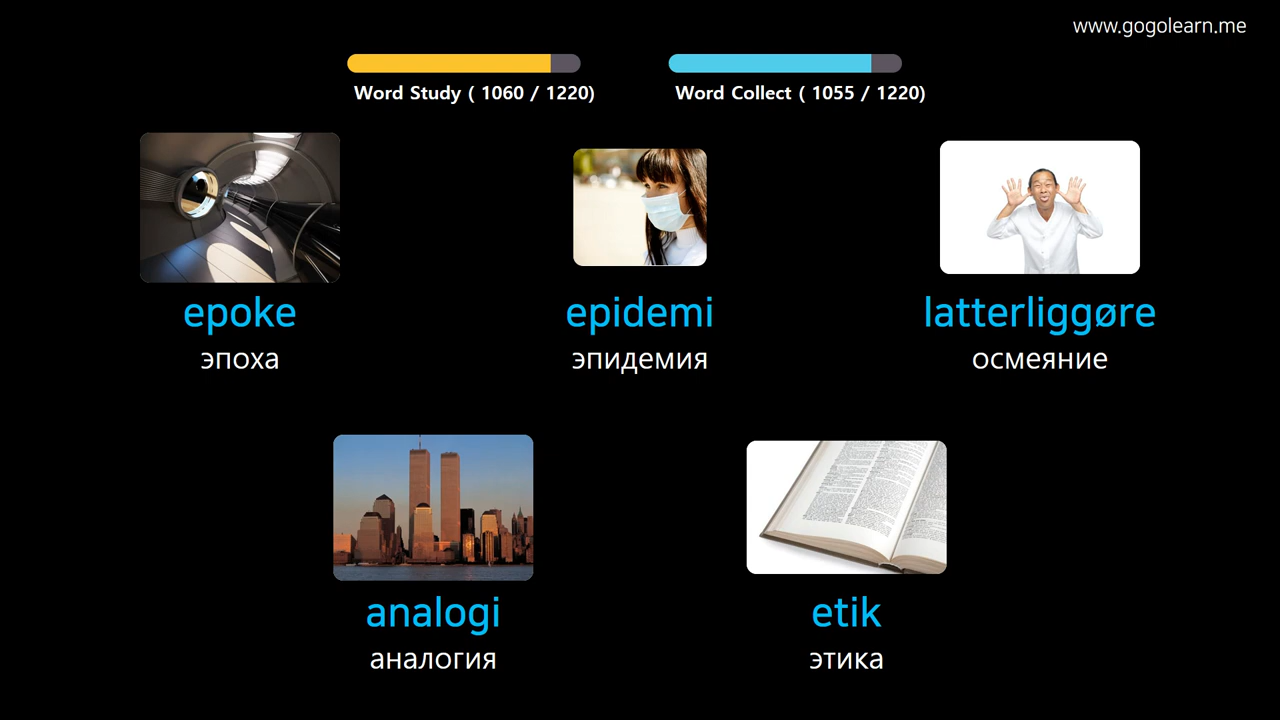 www.gogolearn.me
Word Study ( 1060 / 1220)
Word Collect ( 1055 / 1220)
epoke
epidemi
latterliggøre
эпоха
эпидемия
осмеяние
analogi
etik
аналогия
этика